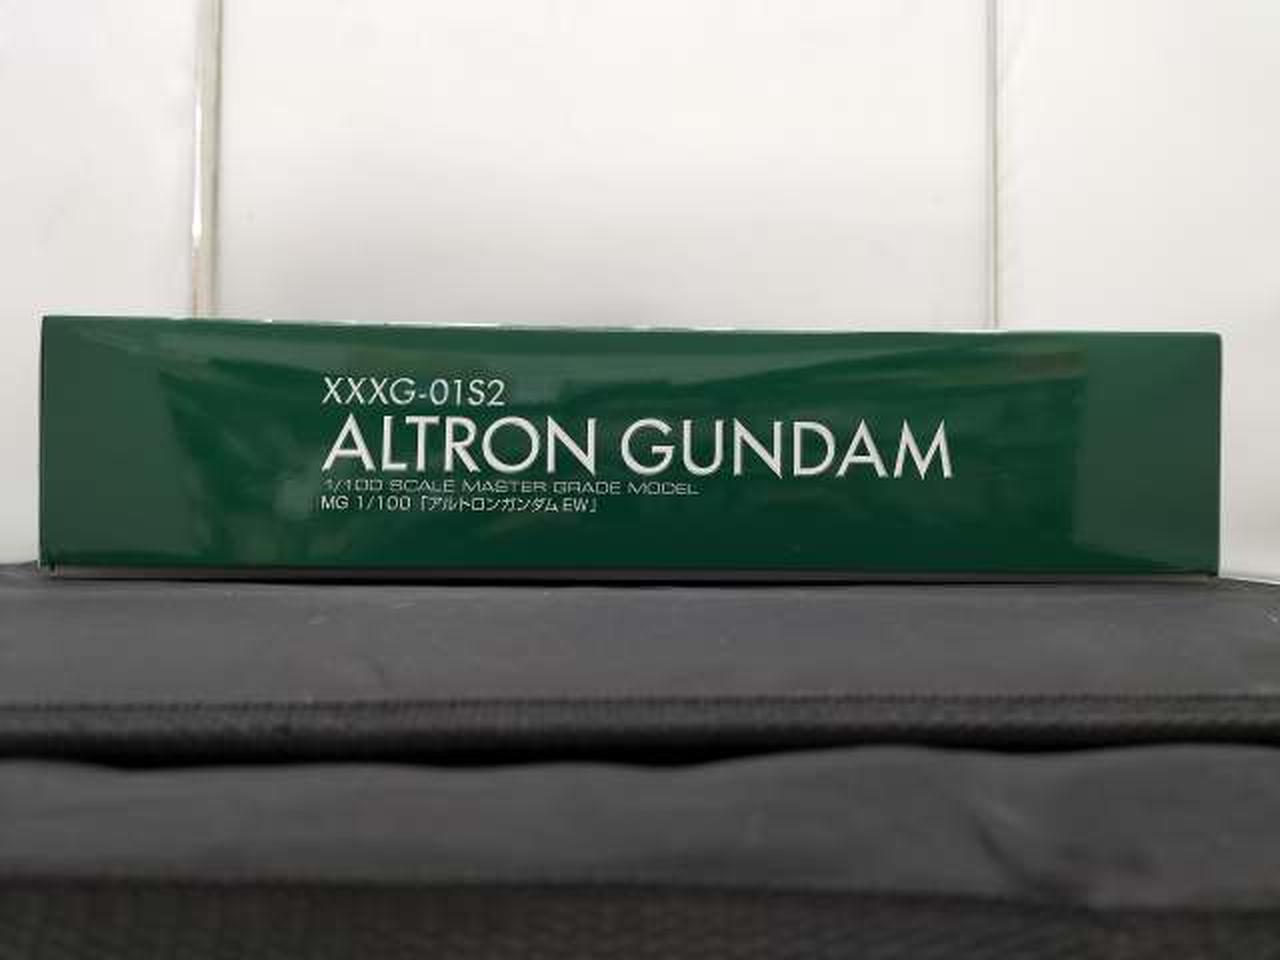 XXXG-01S2
ALTRON GUNDAM
1/100 SCALE MASTER GRADE MODEL
MG 1/100「アルトロンガンダム EW」